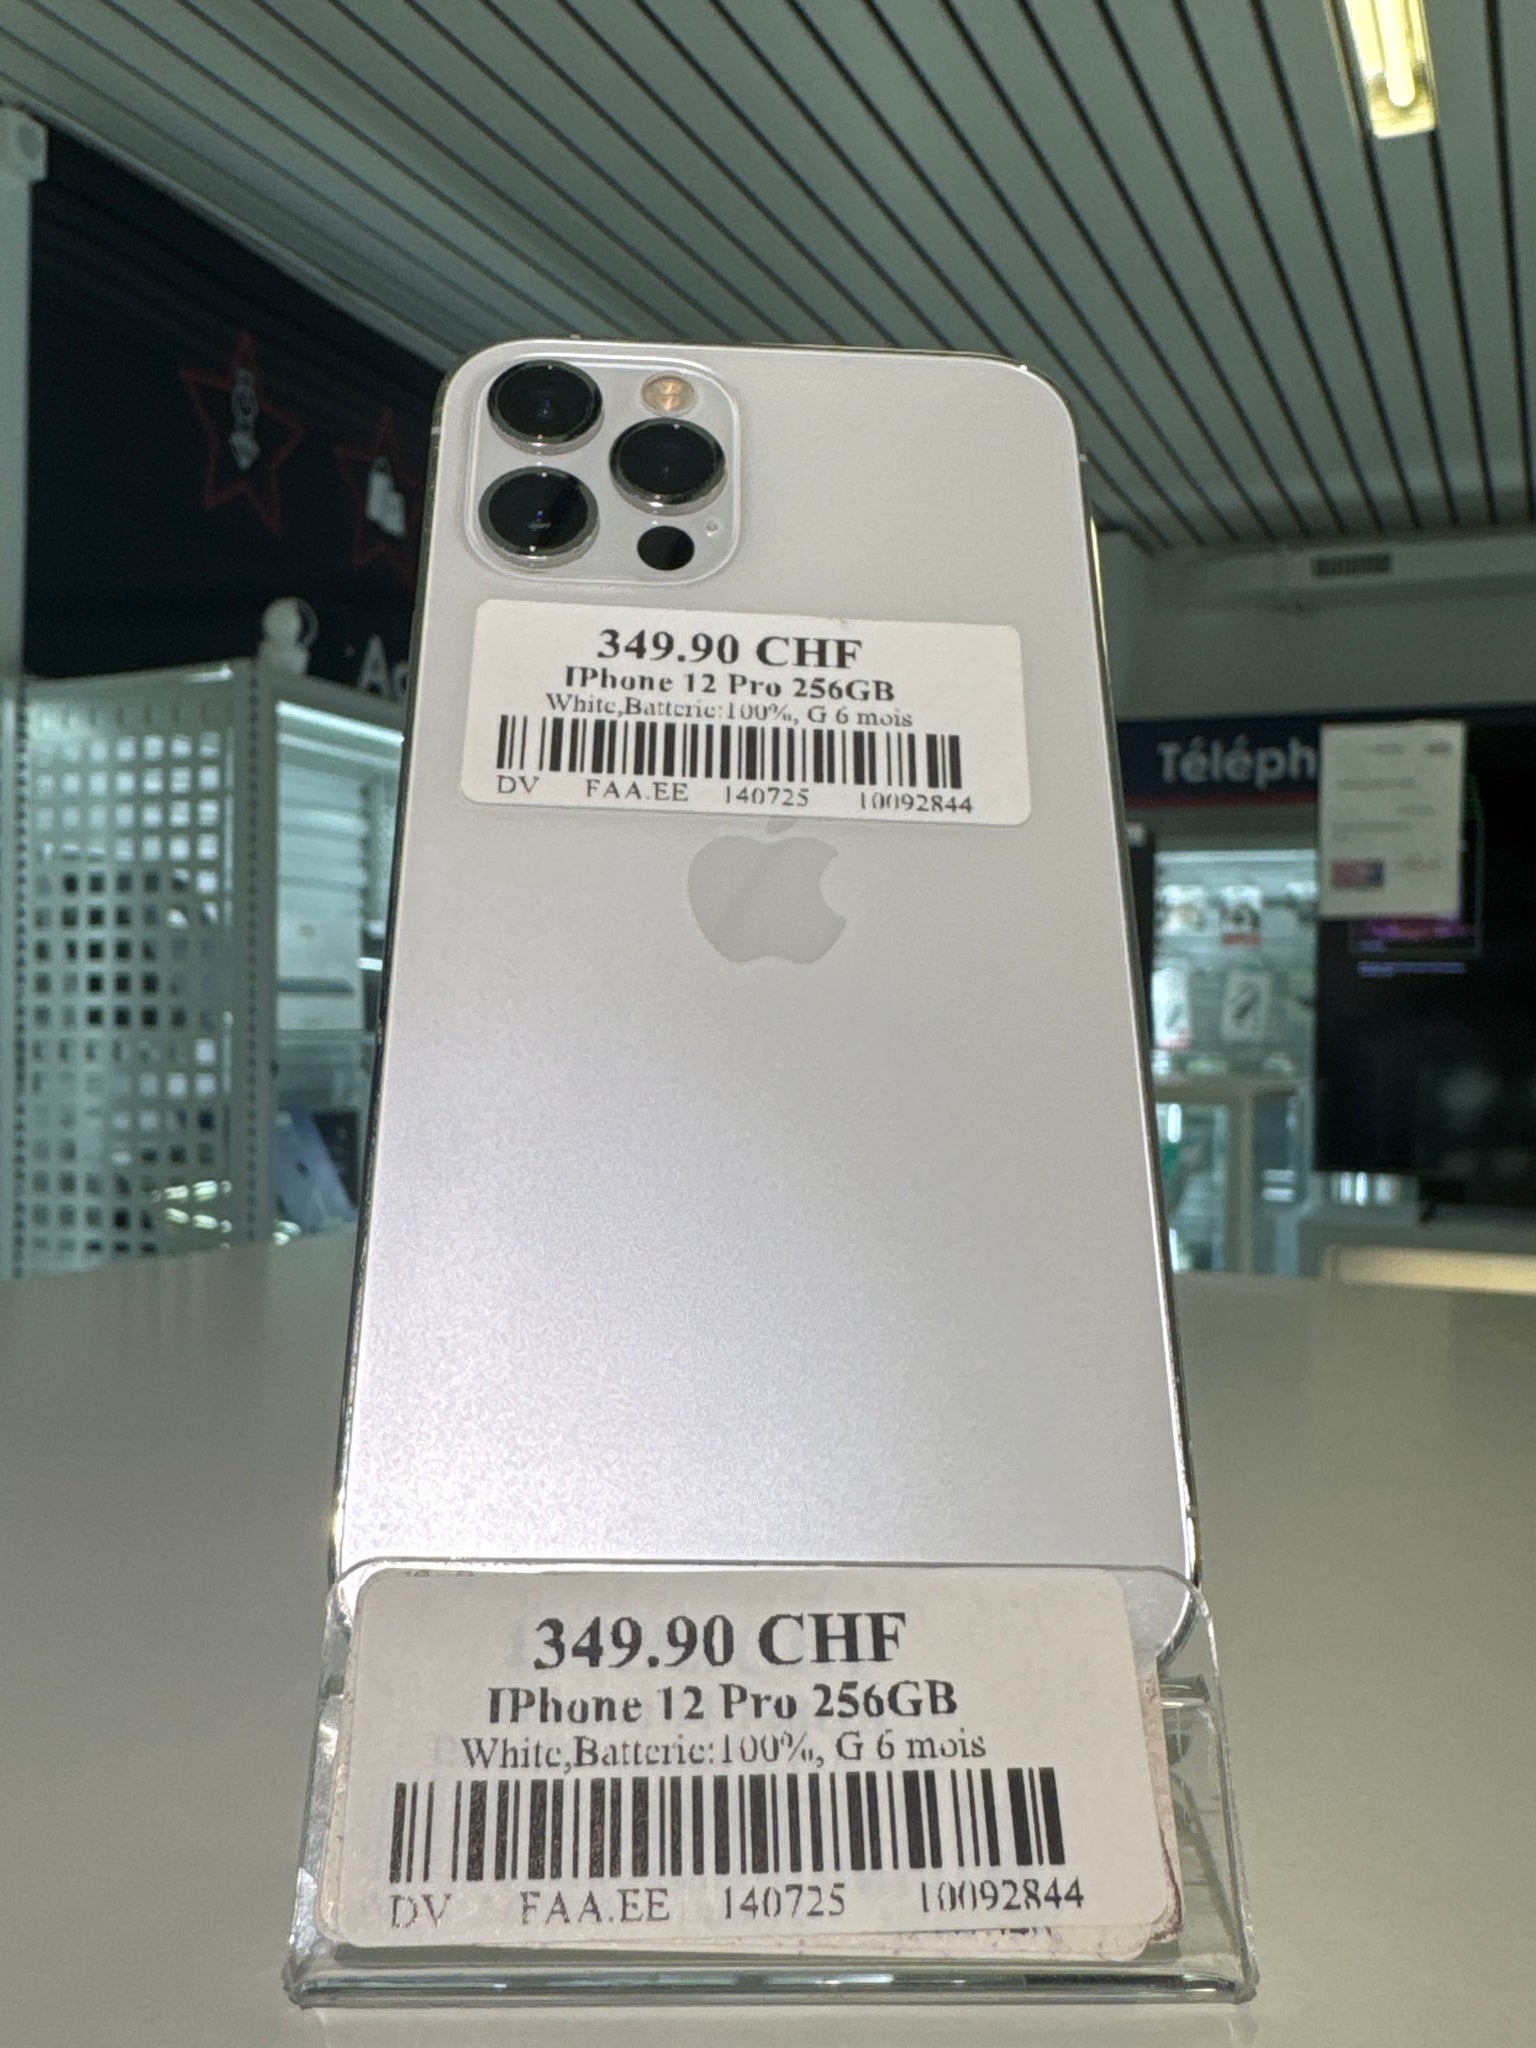 349.90 CHF
IPhone 12 Pro 256GB
White,Batterie:100%, G 6 mois
DV FAA.EE 140725 10092844
Téléph
349.90 CHF
IPhone 12 Pro 256GB
White,Batterie:100%, G 6 mois
DV FAA.EE 140725 10092844